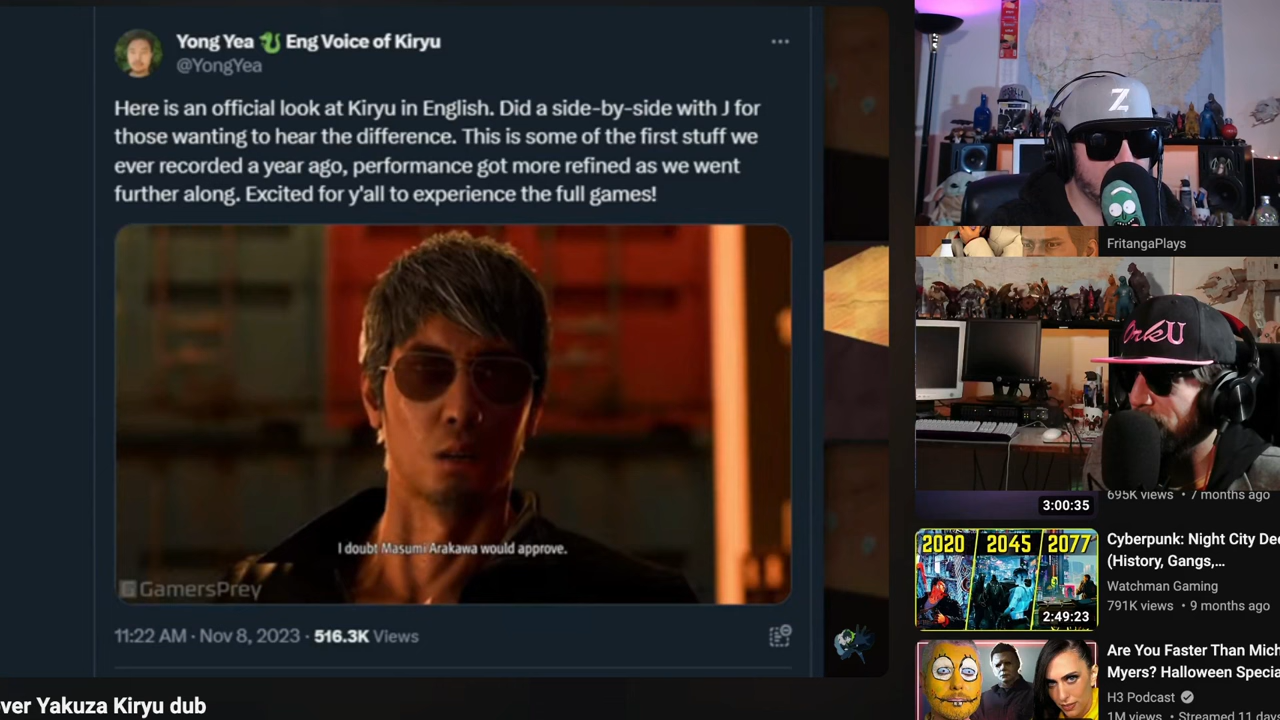 Yong Yea 🐉 Eng Voice of Kiryu
@YongYea
Here is an official look at Kiryu in English. Did a side-by-side with J for
those wanting to hear the difference. This is some of the first stuff we
ever recorded a year ago, performance got more refined as we went
further along. Excited for y'all to experience the full games!
I doubt Masumi Arakawa would approve.
GamersPrey
11:22 AM · Nov 8, 2023 · 516.3K Views
ver Yakuza Kiryu dub
Z
FritangaPlays
OrkU
695K views • 7 months ago
3:00:35
2020 2045 2077
2:49:23
Cyberpunk: Night City De
(History, Gangs,...
Watchman Gaming
791K views • 9 months ago
Are You Faster Than Mich
Myers? Halloween Specia
H3 Podcast
1M views • Streamed 11 days